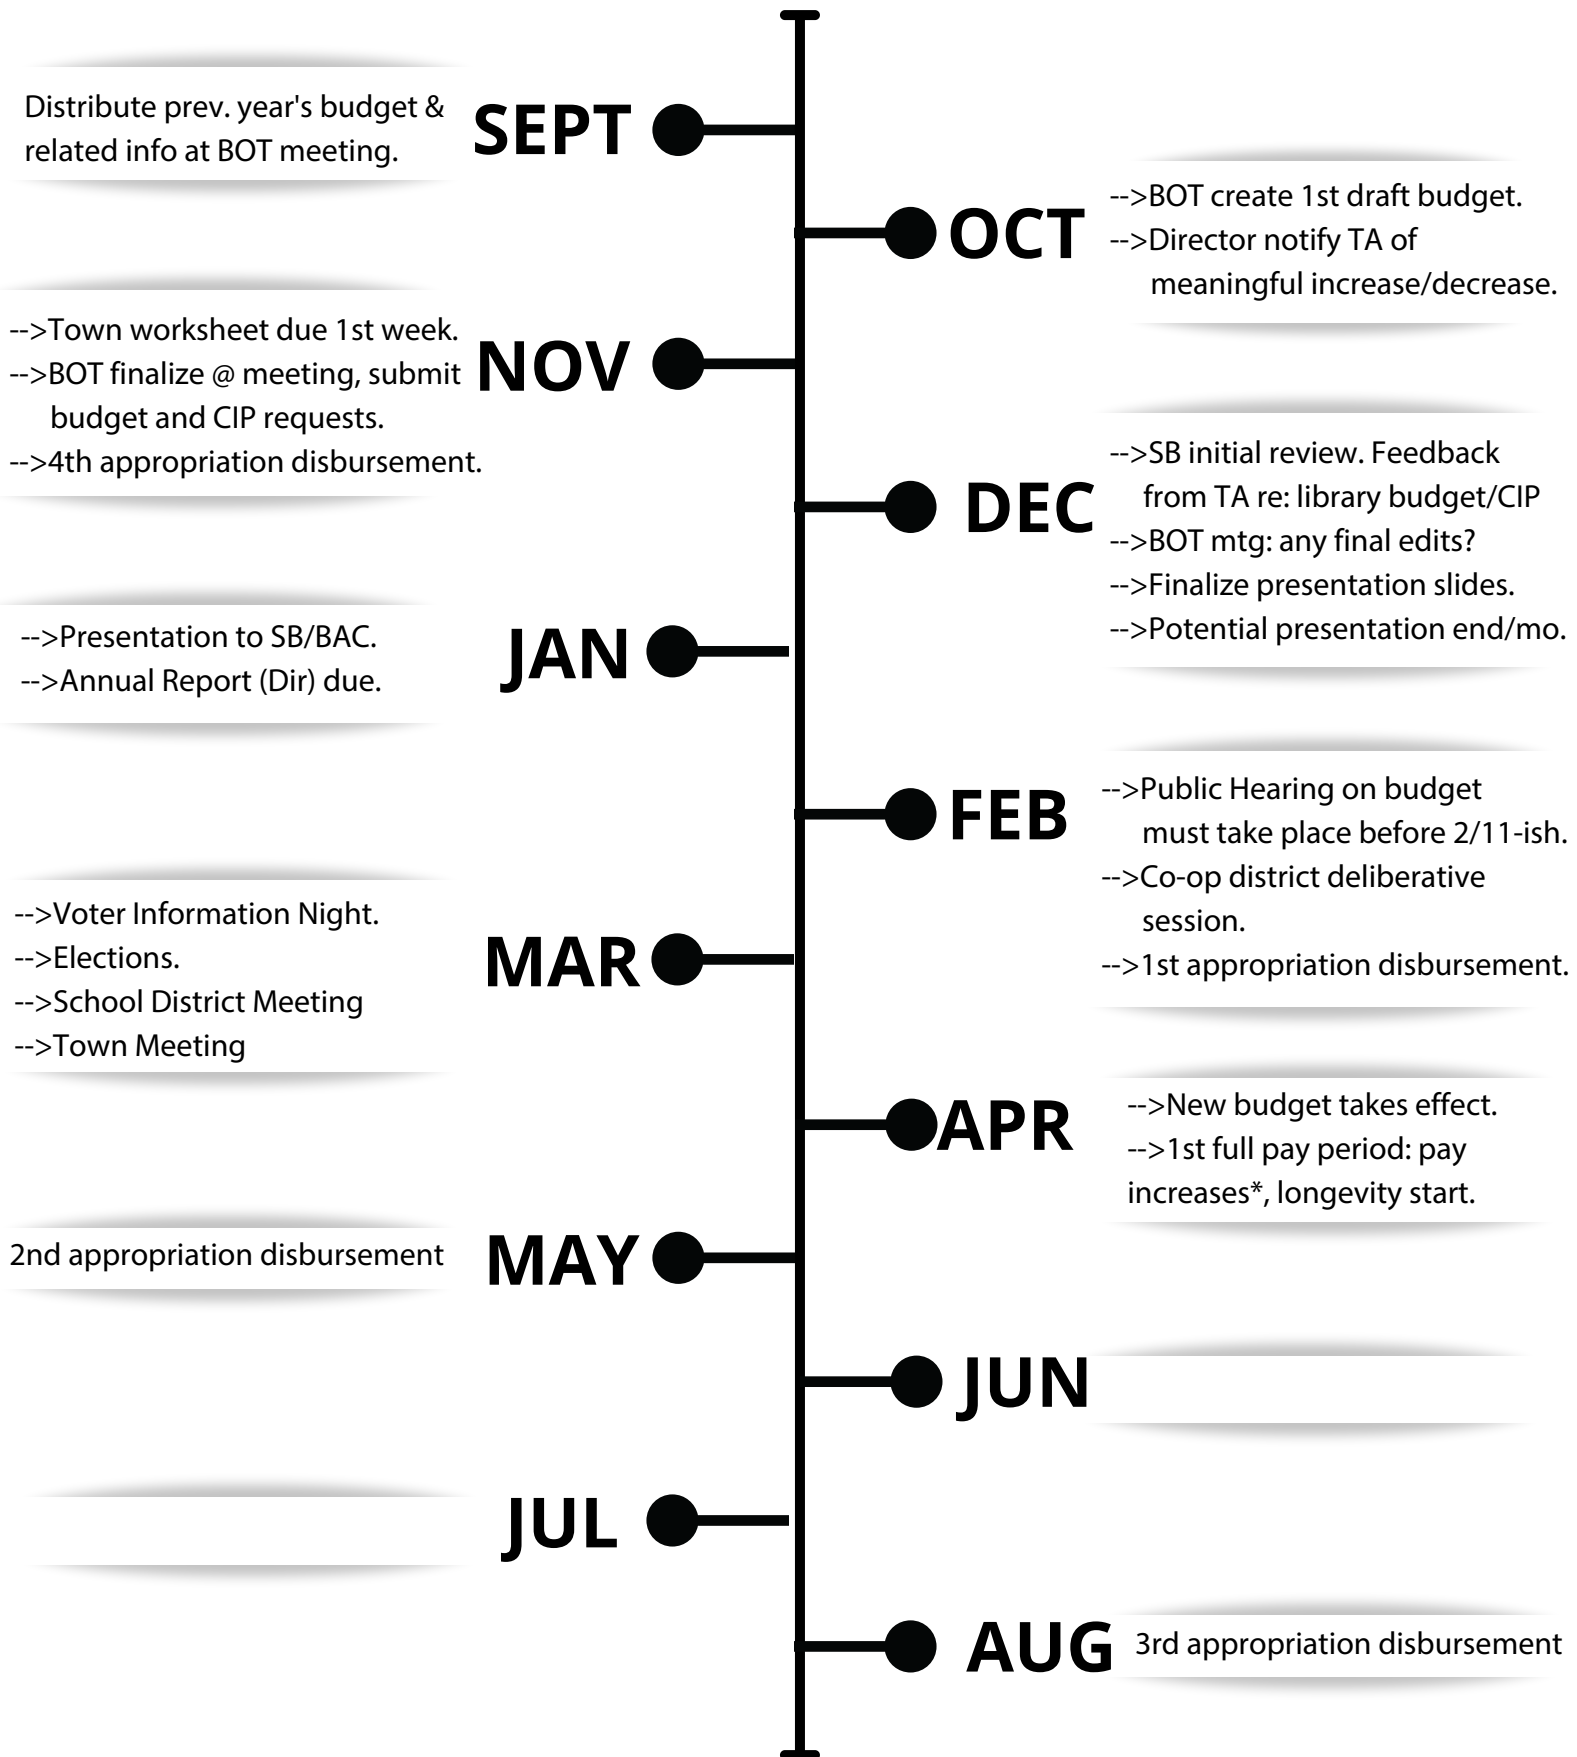 SEPT
Distribute prev. year's budget &
related info at BOT meeting.
OCT
-->BOT create 1st draft budget.
-->Director notify TA of
meaningful increase/decrease.
NOV
-->Town worksheet due 1st week.
-->BOT finalize @ meeting, submit
budget and CIP requests.
-->4th appropriation disbursement.
DEC
-->SB initial review. Feedback
from TA re: library budget/CIP
-->BOT mtg: any final edits?
-->Finalize presentation slides.
-->Potential presentation end/mo.
JAN
-->Presentation to SB/BAC.
-->Annual Report (Dir) due.
FEB
-->Public Hearing on budget
must take place before 2/11-ish.
-->Co-op district deliberative
session.
-->1st appropriation disbursement.
MAR
-->Voter Information Night.
-->Elections.
-->School District Meeting
-->Town Meeting
APR
-->New budget takes effect.
-->1st full pay period: pay
increases*, longevity start.
MAY
2nd appropriation disbursement
JUN
JUL
AUG
3rd appropriation disbursement